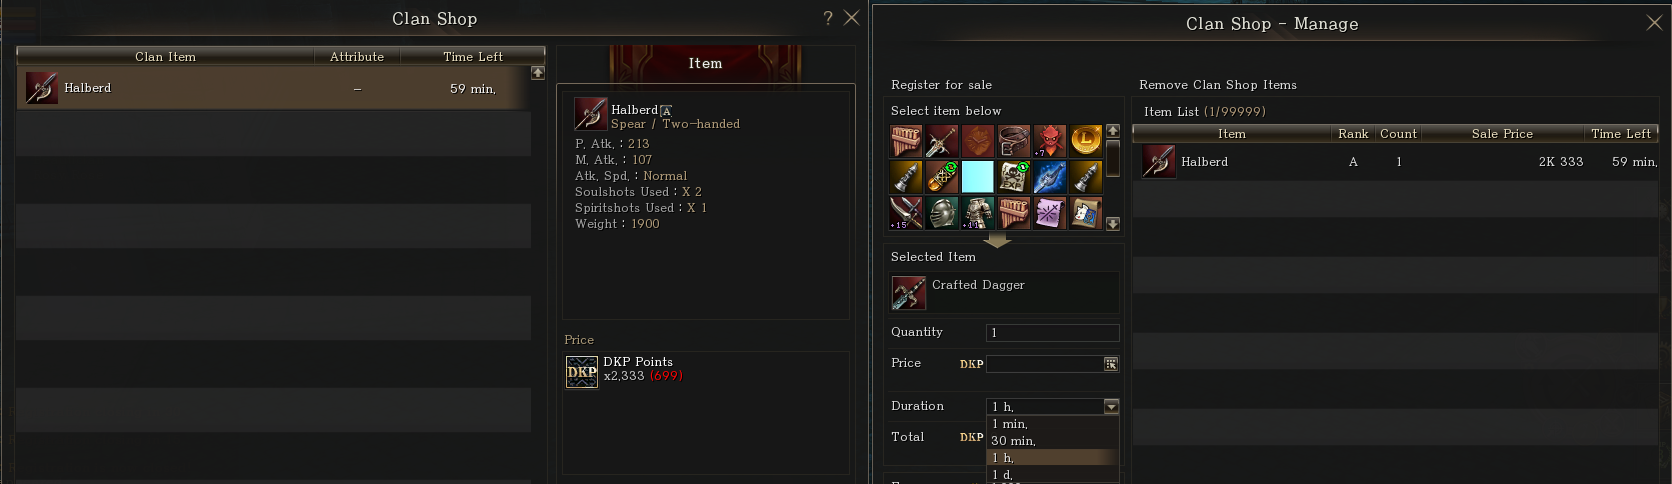 Clan Shop
?
Clan Item Attribute Time Left
Halberd – 59 min.
Item
Halberd A
Spear / Two-handed
P. Atk. : 213
M. Atk. : 107
Atk. Spd. : Normal
Soulshots Used : X 2
Spiritshots Used : X 1
Weight : 1900
Price
DKP
DKP Points
x2,333 (699)
Clan Shop - Manage
Register for sale
Select item below
+7
L
+15
Selected Item
Crafted Dagger
Quantity 1
Price DKP
Duration 1 h.
1 min.
30 min.
1 h.
1 d.
Total DKP
Remove Clan Shop Items
Item List (1/99999)
Item Rank Count Sale Price Time Left
Halberd A 1 2K 333 59 min.